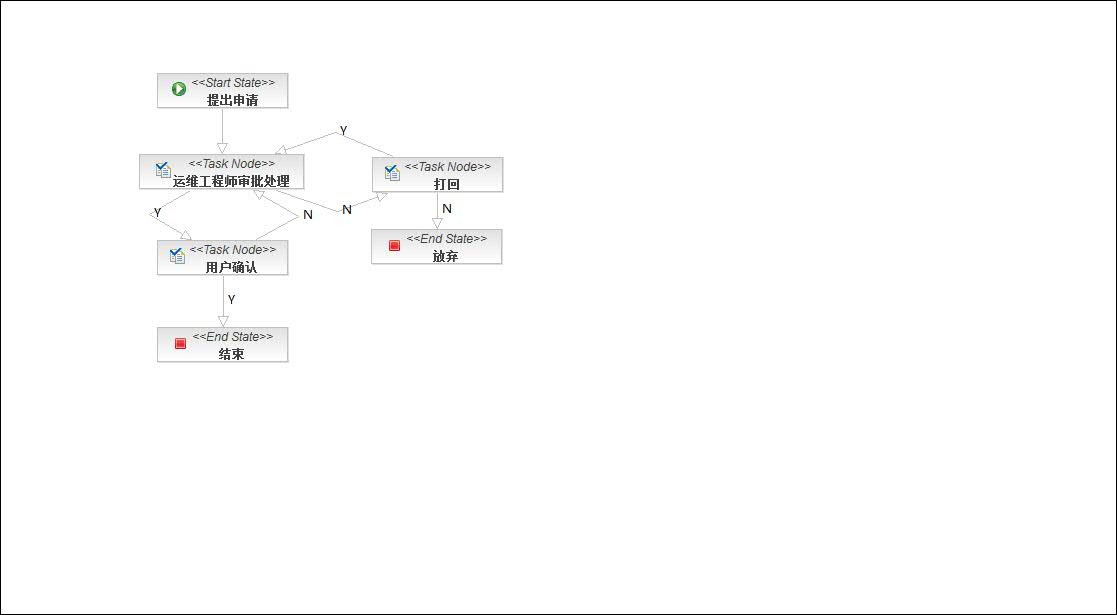 <<Start State>>
提出申请
Y
<<Task Node>>
运维工程师审批处理
<<Task Node>>
打回
Y
N
N
N
<<Task Node>>
用户确认
<<End State>>
放弃
Y
<<End State>>
结束